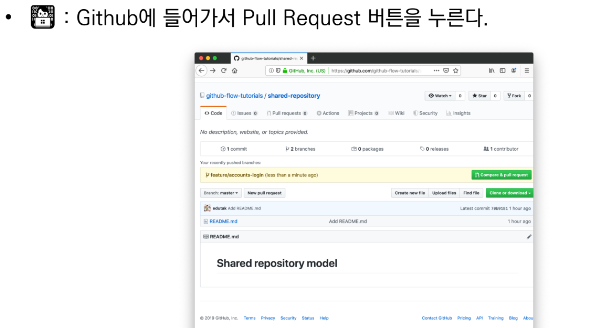 • : Github에 들어가서 Pull Request 버튼을 누른다.
github-flow-tutorials/shared-r
GitHub, Inc. (US) https://github.com/github-flow-tutorials/
github-flow-tutorials / shared-repository
Watch 0 Star 0 Fork 0
Code Issues 0 Pull requests 0 Actions Projects 0 Wiki Security Insights
No description, website, or topics provided.
1 commit 2 branches 0 packages 0 releases 1 contributor
Your recently pushed branches:
feature/accounts-login (less than a minute ago) Compare & pull request
Branch: master New pull request Create new file Upload files Find file Clone or download
edutak Add README.md Latest commit 1 hour ago
README.md Add README.md 1 hour ago
README.md
Shared repository model
© 2019 GitHub, Inc. Terms Privacy Security Status Help Contact GitHub Pricing API Training Blog Abou